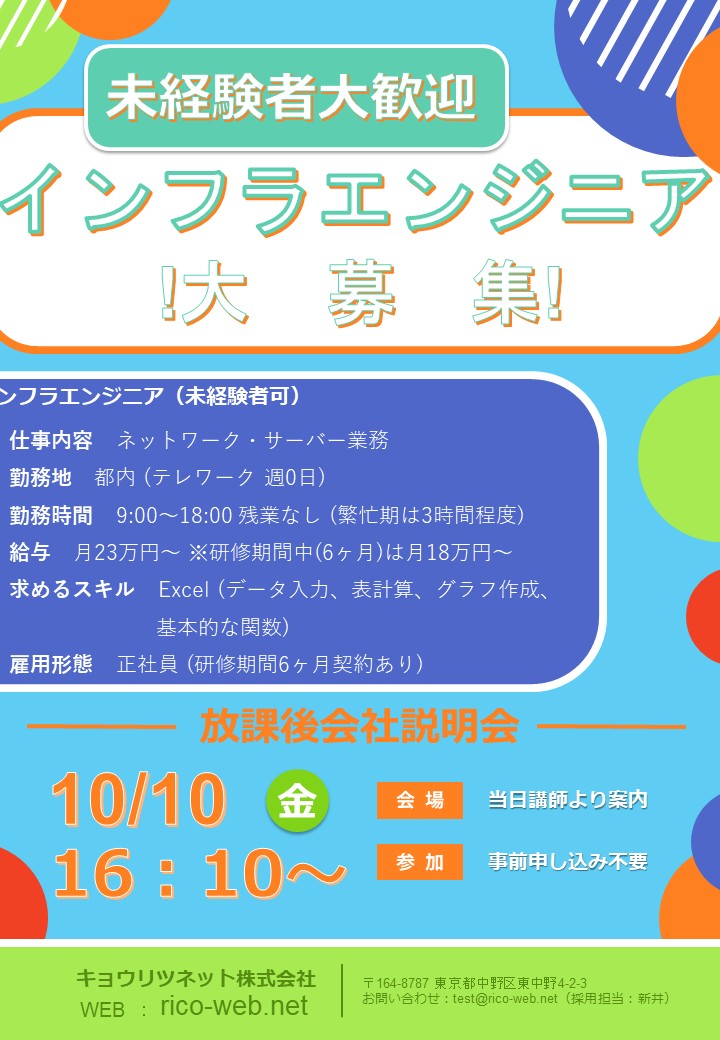 未経験者大歓迎
インフラエンジニア
!大　募　集!
ンフラエンジニア（未経験者可）
仕事内容　ネットワーク・サーバー業務
勤務地　都内 (テレワーク 週0日)
勤務時間　9:00～18:00 残業なし (繁忙期は3時間程度)
給与　月23万円～ ※研修期間中(6ヶ月)は月18万円～
求めるスキル　Excel (データ入力、表計算、グラフ作成、
基本的な関数)
雇用形態　正社員 (研修期間6ヶ月契約あり)
放課後会社説明会
10/10 金
16：10～
会 場　当日講師より案内
参 加　事前申し込み不要
キョウリツネット株式会社
WEB ： rico-web.net
〒164-8787 東京都中野区東中野4-2-3
お問い合わせ：test@rico-web.net（採用担当：新井）